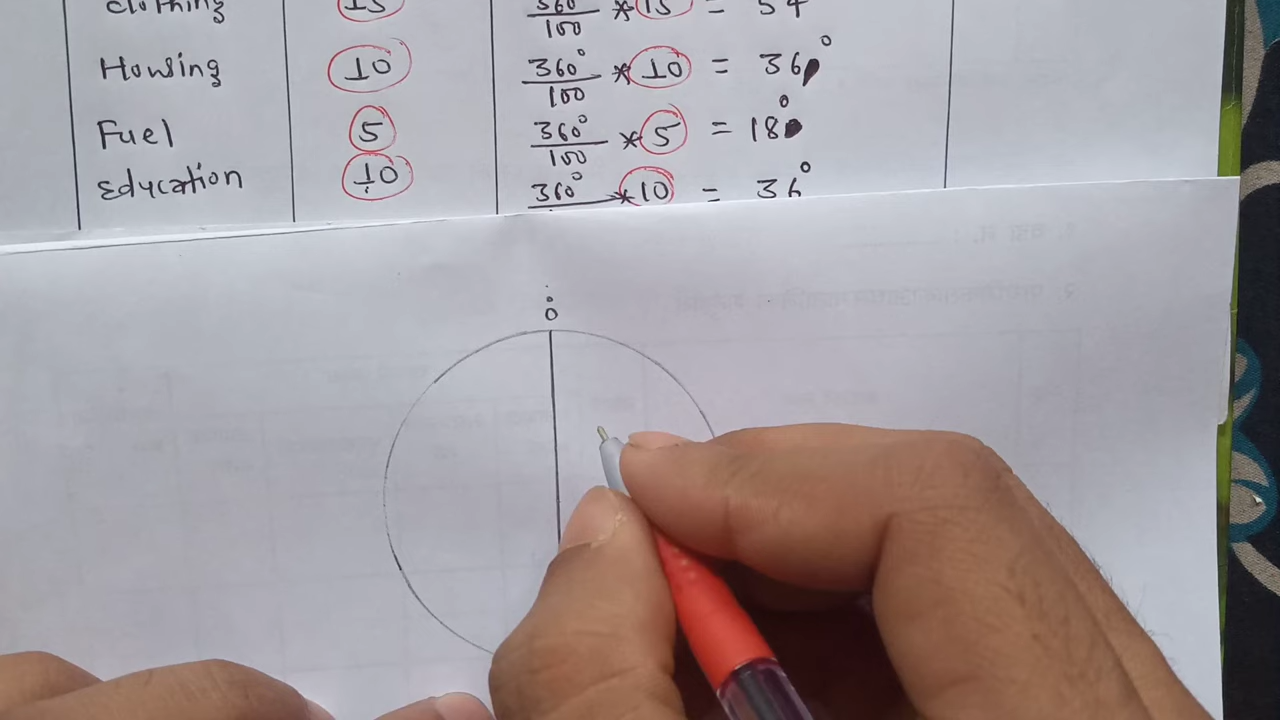 Clothing 15 360°/100 * 15 = 54
Housing 10 360°/100 * 10 = 36°
Fuel 5 360°/100 * 5 = 18°
Education 10 360° * 10 = 36°
0